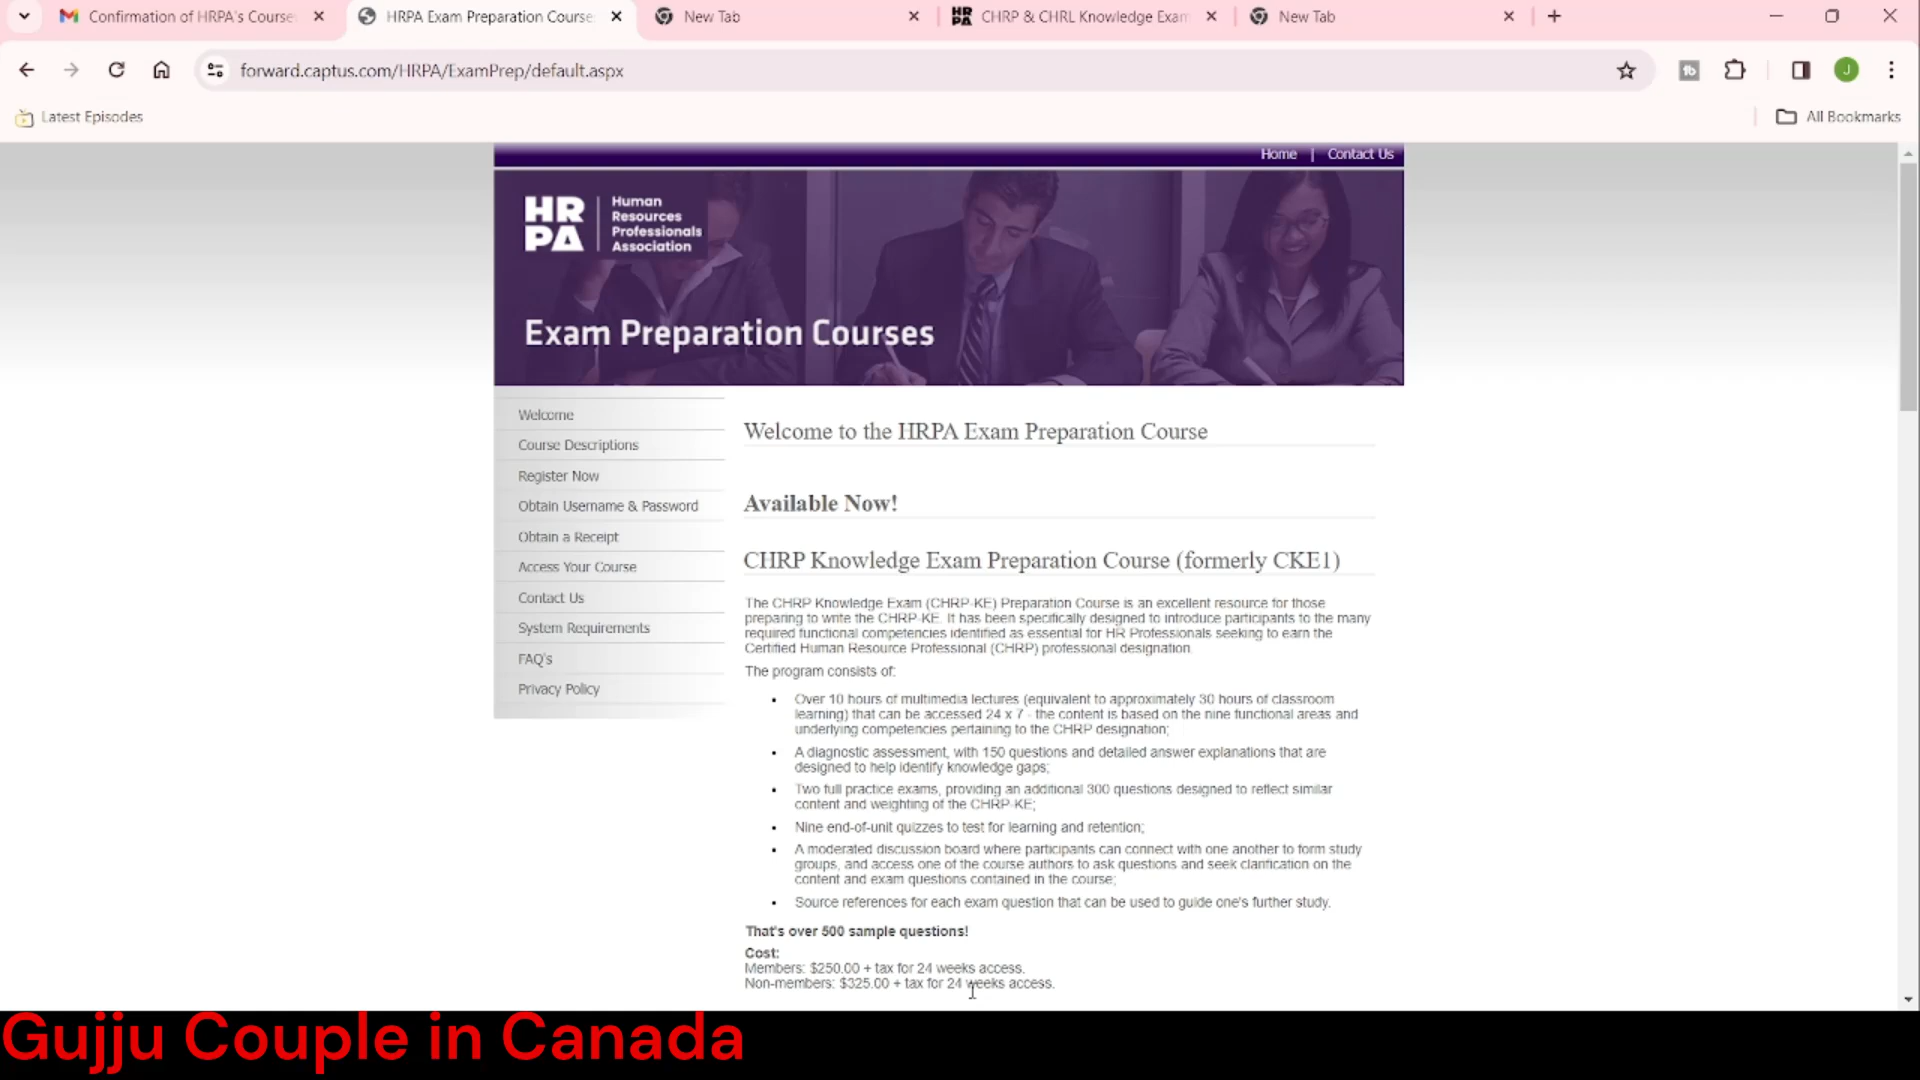 Confirmation of HRPA's Course
HRPA Exam Preparation Course
New Tab
CHRP & CHRL Knowledge Exam
New Tab
forward.captus.com/HRPA/ExamPrep/default.aspx
J
Latest Episodes
All Bookmarks
Home | Contact Us
HR
PA
Human
Resources
Professionals
Association
Exam Preparation Courses
Welcome
Course Descriptions
Register Now
Obtain Username & Password
Obtain a Receipt
Access Your Course
Contact Us
System Requirements
FAQ's
Privacy Policy
Welcome to the HRPA Exam Preparation Course
Available Now!
CHRP Knowledge Exam Preparation Course (formerly CKE1)
The CHRP Knowledge Exam (CHRP-KE) Preparation Course is an excellent resource for those
preparing to write the CHRP-KE. It has been specifically designed to introduce participants to the many
required functional competencies identified as essential for HR Professionals seeking to earn the
Certified Human Resource Professional (CHRP) professional designation.
The program consists of:
• Over 10 hours of multimedia lectures (equivalent to approximately 30 hours of classroom
learning) that can be accessed 24 x 7 - the content is based on the nine functional areas and
underlying competencies pertaining to the CHRP designation;
• A diagnostic assessment, with 150 questions and detailed answer explanations that are
designed to help identify knowledge gaps;
• Two full practice exams, providing an additional 300 questions designed to reflect similar
content and weighting of the CHRP-KE;
• Nine end-of-unit quizzes to test for learning and retention;
• A moderated discussion board where participants can connect with one another to form study
groups, and access one of the course authors to ask questions and seek clarification on the
content and exam questions contained in the course;
• Source references for each exam question that can be used to guide one's further study.
That's over 500 sample questions!
Cost:
Members: $250.00 + tax for 24 weeks access.
Non-members: $325.00 + tax for 24 weeks access.
Gujju Couple in Canada